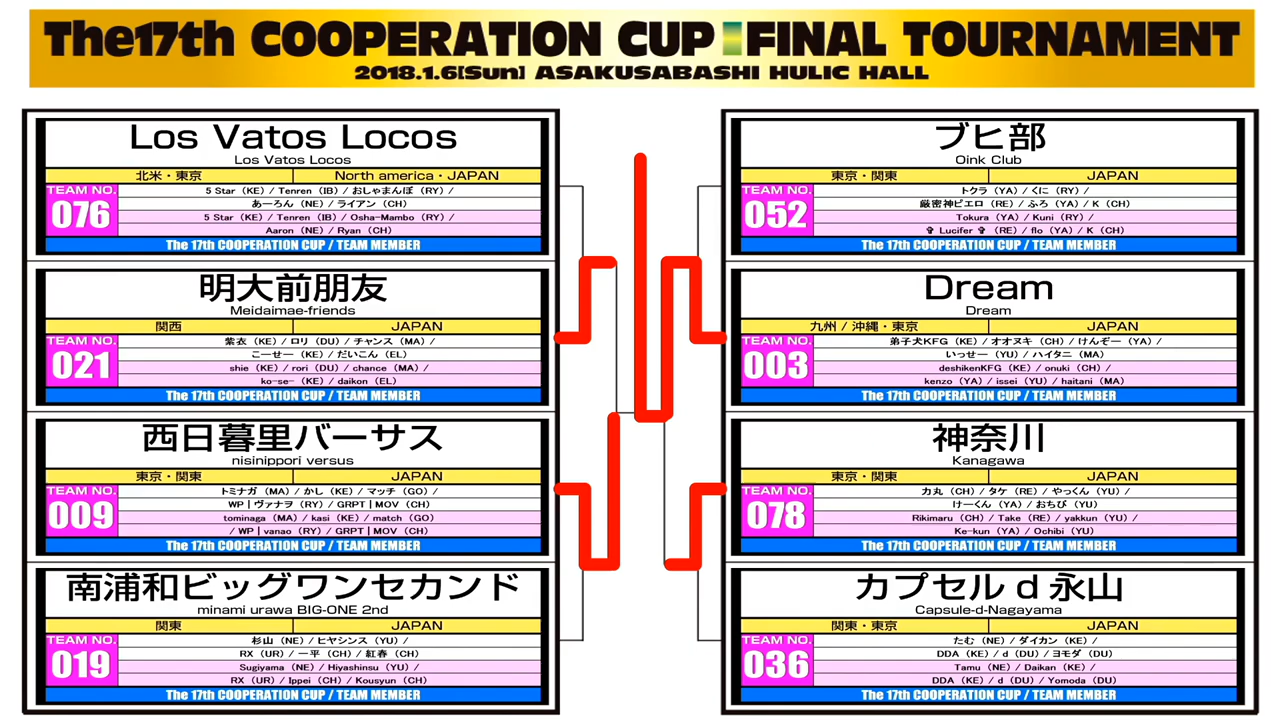 The17th COOPERATION CUP FINAL TOURNAMENT
2018.1.6[Sun] ASAKUSABASHI HULIC HALL
Los Vatos Locos
Los Vatos Locos
北米・東京 North america・JAPAN
TEAM NO.
076
5 Star (KE) / Tenren (IB) / おしゃまんぼ (RY) /
あーろん (NE) / ライアン (CH)
5 Star (KE) / Tenren (IB) / Osha-Mambo (RY) /
Aaron (NE) / Ryan (CH)
The 17th COOPERATION CUP / TEAM MEMBER
明大前朋友
Meidaimae-friends
関西 JAPAN
TEAM NO.
021
紫衣 (KE) / ロリ (DU) / チャンス (MA) /
こーせー (KE) / だいこん (EL)
shie (KE) / rori (DU) / chance (MA) /
ko-se- (KE) / daikon (EL)
The 17th COOPERATION CUP / TEAM MEMBER
西日暮里バーサス
nisinippori versus
東京・関東 JAPAN
TEAM NO.
009
トミナガ (MA) / かし (KE) / マッチ (GO) /
WP | ヴァナヲ (RY) / GRPT | MOV (CH)
tominaga (MA) / kasi (KE) / match (GO)
/ WP | vanao (RY) / GRPT | MOV (CH)
The 17th COOPERATION CUP / TEAM MEMBER
南浦和ビッグワンセカンド
minami urawa BIG-ONE 2nd
関東 JAPAN
TEAM NO.
019
杉山 (NE) / ヒヤシンス (YU) /
RX (UR) / 一平 (CH) / 紅春 (CH)
Sugiyama (NE) / Hiyashinsu (YU) /
RX (UR) / Ippei (CH) / Kousyun (CH)
The 17th COOPERATION CUP / TEAM MEMBER
ブヒ部
Oink Club
東京・関東 JAPAN
TEAM NO.
052
トクラ (YA) / くに (RY) /
厳密神ピエロ (RE) / ふろ (YA) / K (CH)
Tokura (YA) / Kuni (RY) /
✞ Lucifer ✞ (RE) / flo (YA) / K (CH)
The 17th COOPERATION CUP / TEAM MEMBER
Dream
Dream
九州 / 沖縄・東京 JAPAN
TEAM NO.
003
弟子犬KFG (KE) / オオヌキ (CH) / けんぞー (YA) /
いっせー (YU) / ハイタニ (MA)
deshikenKFG (KE) / onuki (CH) /
kenzo (YA) / issei (YU) / haitani (MA)
The 17th COOPERATION CUP / TEAM MEMBER
神奈川
Kanagawa
東京・関東 JAPAN
TEAM NO.
078
力丸 (CH) / タケ (RE) / やっくん (YU) /
けーくん (YA) / おちび (YU)
Rikimaru (CH) / Take (RE) / yakkun (YU) /
Ke-kun (YA) / Ochibi (YU)
The 17th COOPERATION CUP / TEAM MEMBER
カプセル d 永山
Capsule-d-Nagayama
関東・東京 JAPAN
TEAM NO.
036
たむ (NE) / ダイカン (KE) /
DDA (KE) / d (DU) / ヨモダ (DU)
Tamu (NE) / Daikan (KE) /
DDA (KE) / d (DU) / Yomoda (DU)
The 17th COOPERATION CUP / TEAM MEMBER